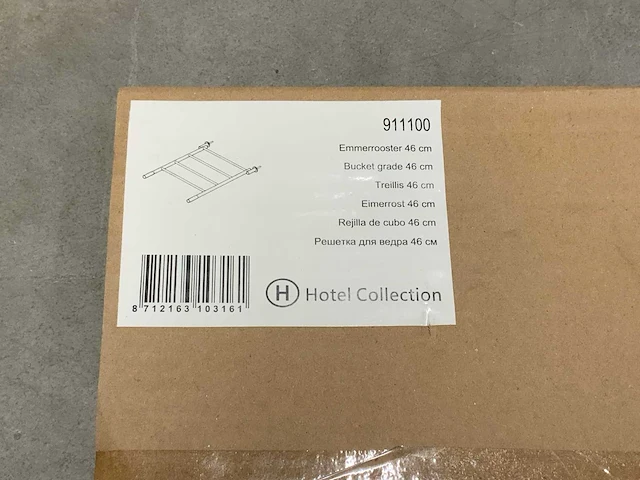 911100
Emmerrooster 46 cm
Bucket grade 46 cm
Treillis 46 cm
Eimerrost 46 cm
Rejilla de cubo 46 cm
Решетка для ведра 46 см
H Hotel Collection
8 712163 103161